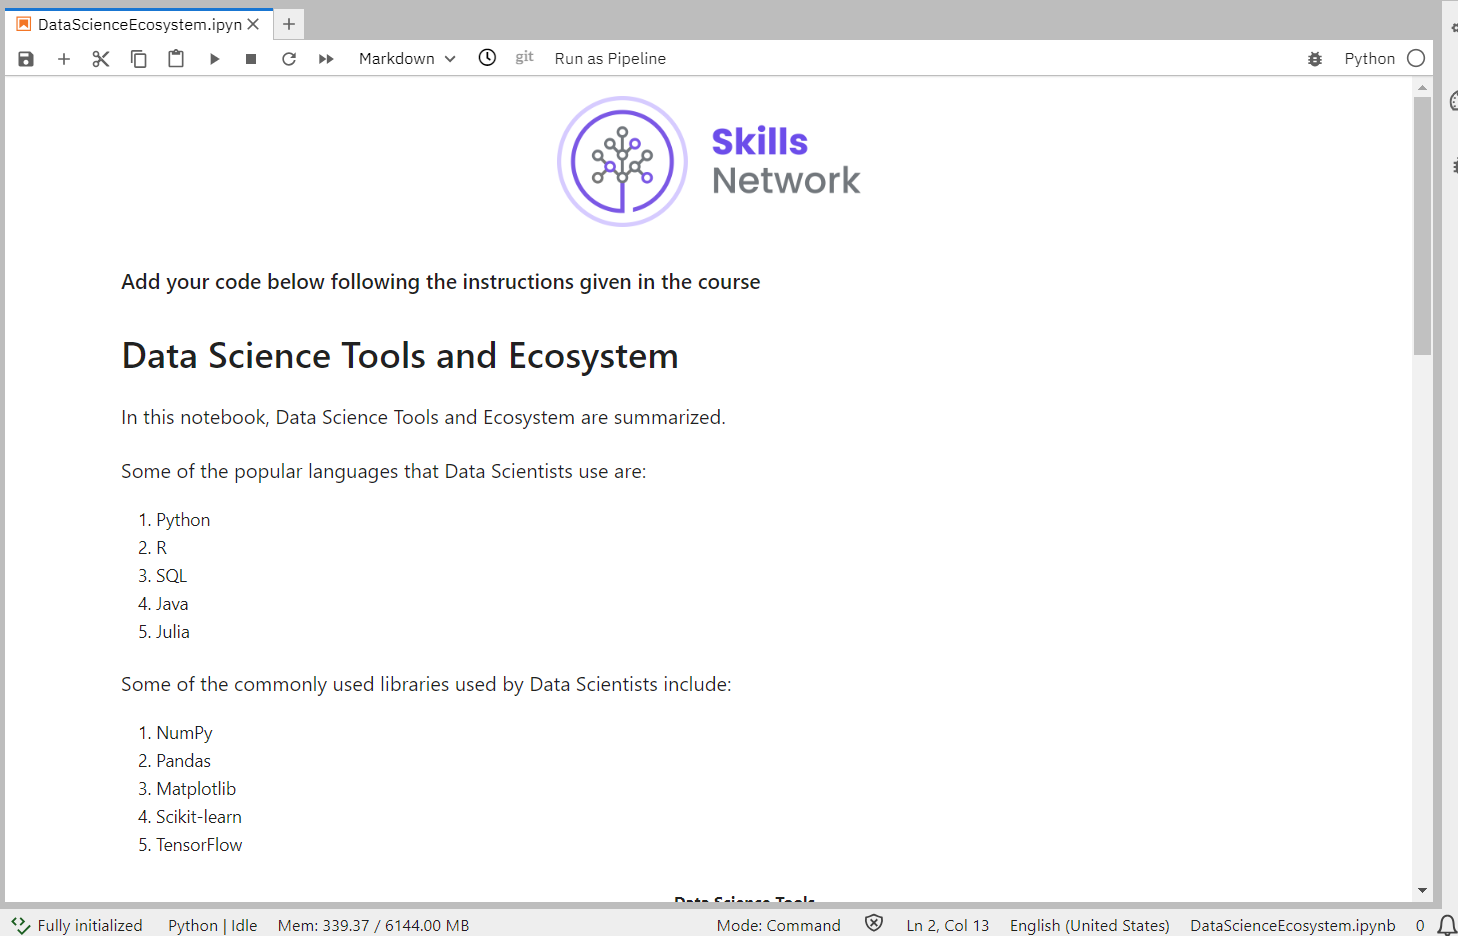 DataScienceEcosystem.ipyn
Markdown
git
Run as Pipeline
Python
Skills
Network
Add your code below following the instructions given in the course
Data Science Tools and Ecosystem
In this notebook, Data Science Tools and Ecosystem are summarized.
Some of the popular languages that Data Scientists use are:
1. Python
2. R
3. SQL
4. Java
5. Julia
Some of the commonly used libraries used by Data Scientists include:
1. NumPy
2. Pandas
3. Matplotlib
4. Scikit-learn
5. TensorFlow
Data Science Tools
Fully initialized Python | Idle Mem: 339.37 / 6144.00 MB Mode: Command Ln 2, Col 13 English (United States) DataScienceEcosystem.ipynb 0